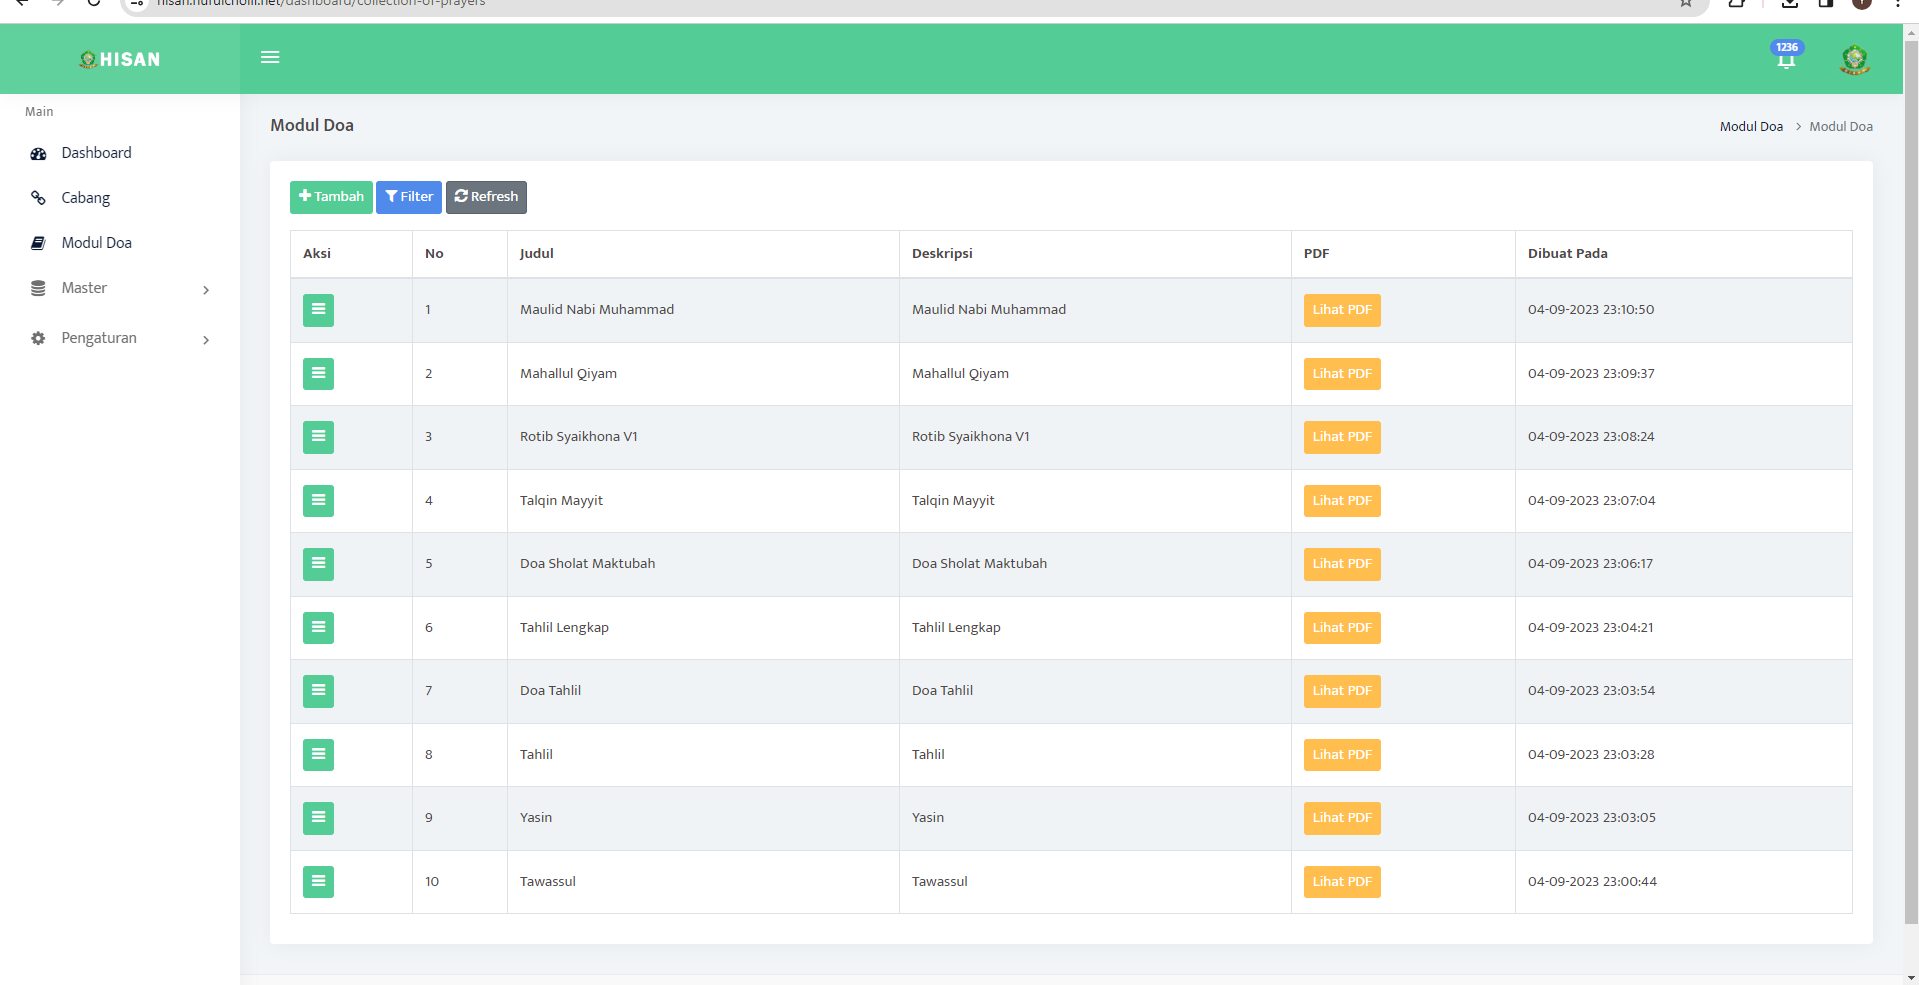 hisan.nurulcholil.net/dashboard/collection-of-prayers
HISAN
1236
Main
Dashboard
Cabang
Modul Doa
Master
Pengaturan
Modul Doa
Modul Doa > Modul Doa
Tambah Filter Refresh
Aksi No Judul Deskripsi PDF Dibuat Pada
1 Maulid Nabi Muhammad Maulid Nabi Muhammad Lihat PDF 04-09-2023 23:10:50
2 Mahallul Qiyam Mahallul Qiyam Lihat PDF 04-09-2023 23:09:37
3 Rotib Syaikhona V1 Rotib Syaikhona V1 Lihat PDF 04-09-2023 23:08:24
4 Talqin Mayyit Talqin Mayyit Lihat PDF 04-09-2023 23:07:04
5 Doa Sholat Maktubah Doa Sholat Maktubah Lihat PDF 04-09-2023 23:06:17
6 Tahlil Lengkap Tahlil Lengkap Lihat PDF 04-09-2023 23:04:21
7 Doa Tahlil Doa Tahlil Lihat PDF 04-09-2023 23:03:54
8 Tahlil Tahlil Lihat PDF 04-09-2023 23:03:28
9 Yasin Yasin Lihat PDF 04-09-2023 23:03:05
10 Tawassul Tawassul Lihat PDF 04-09-2023 23:00:44